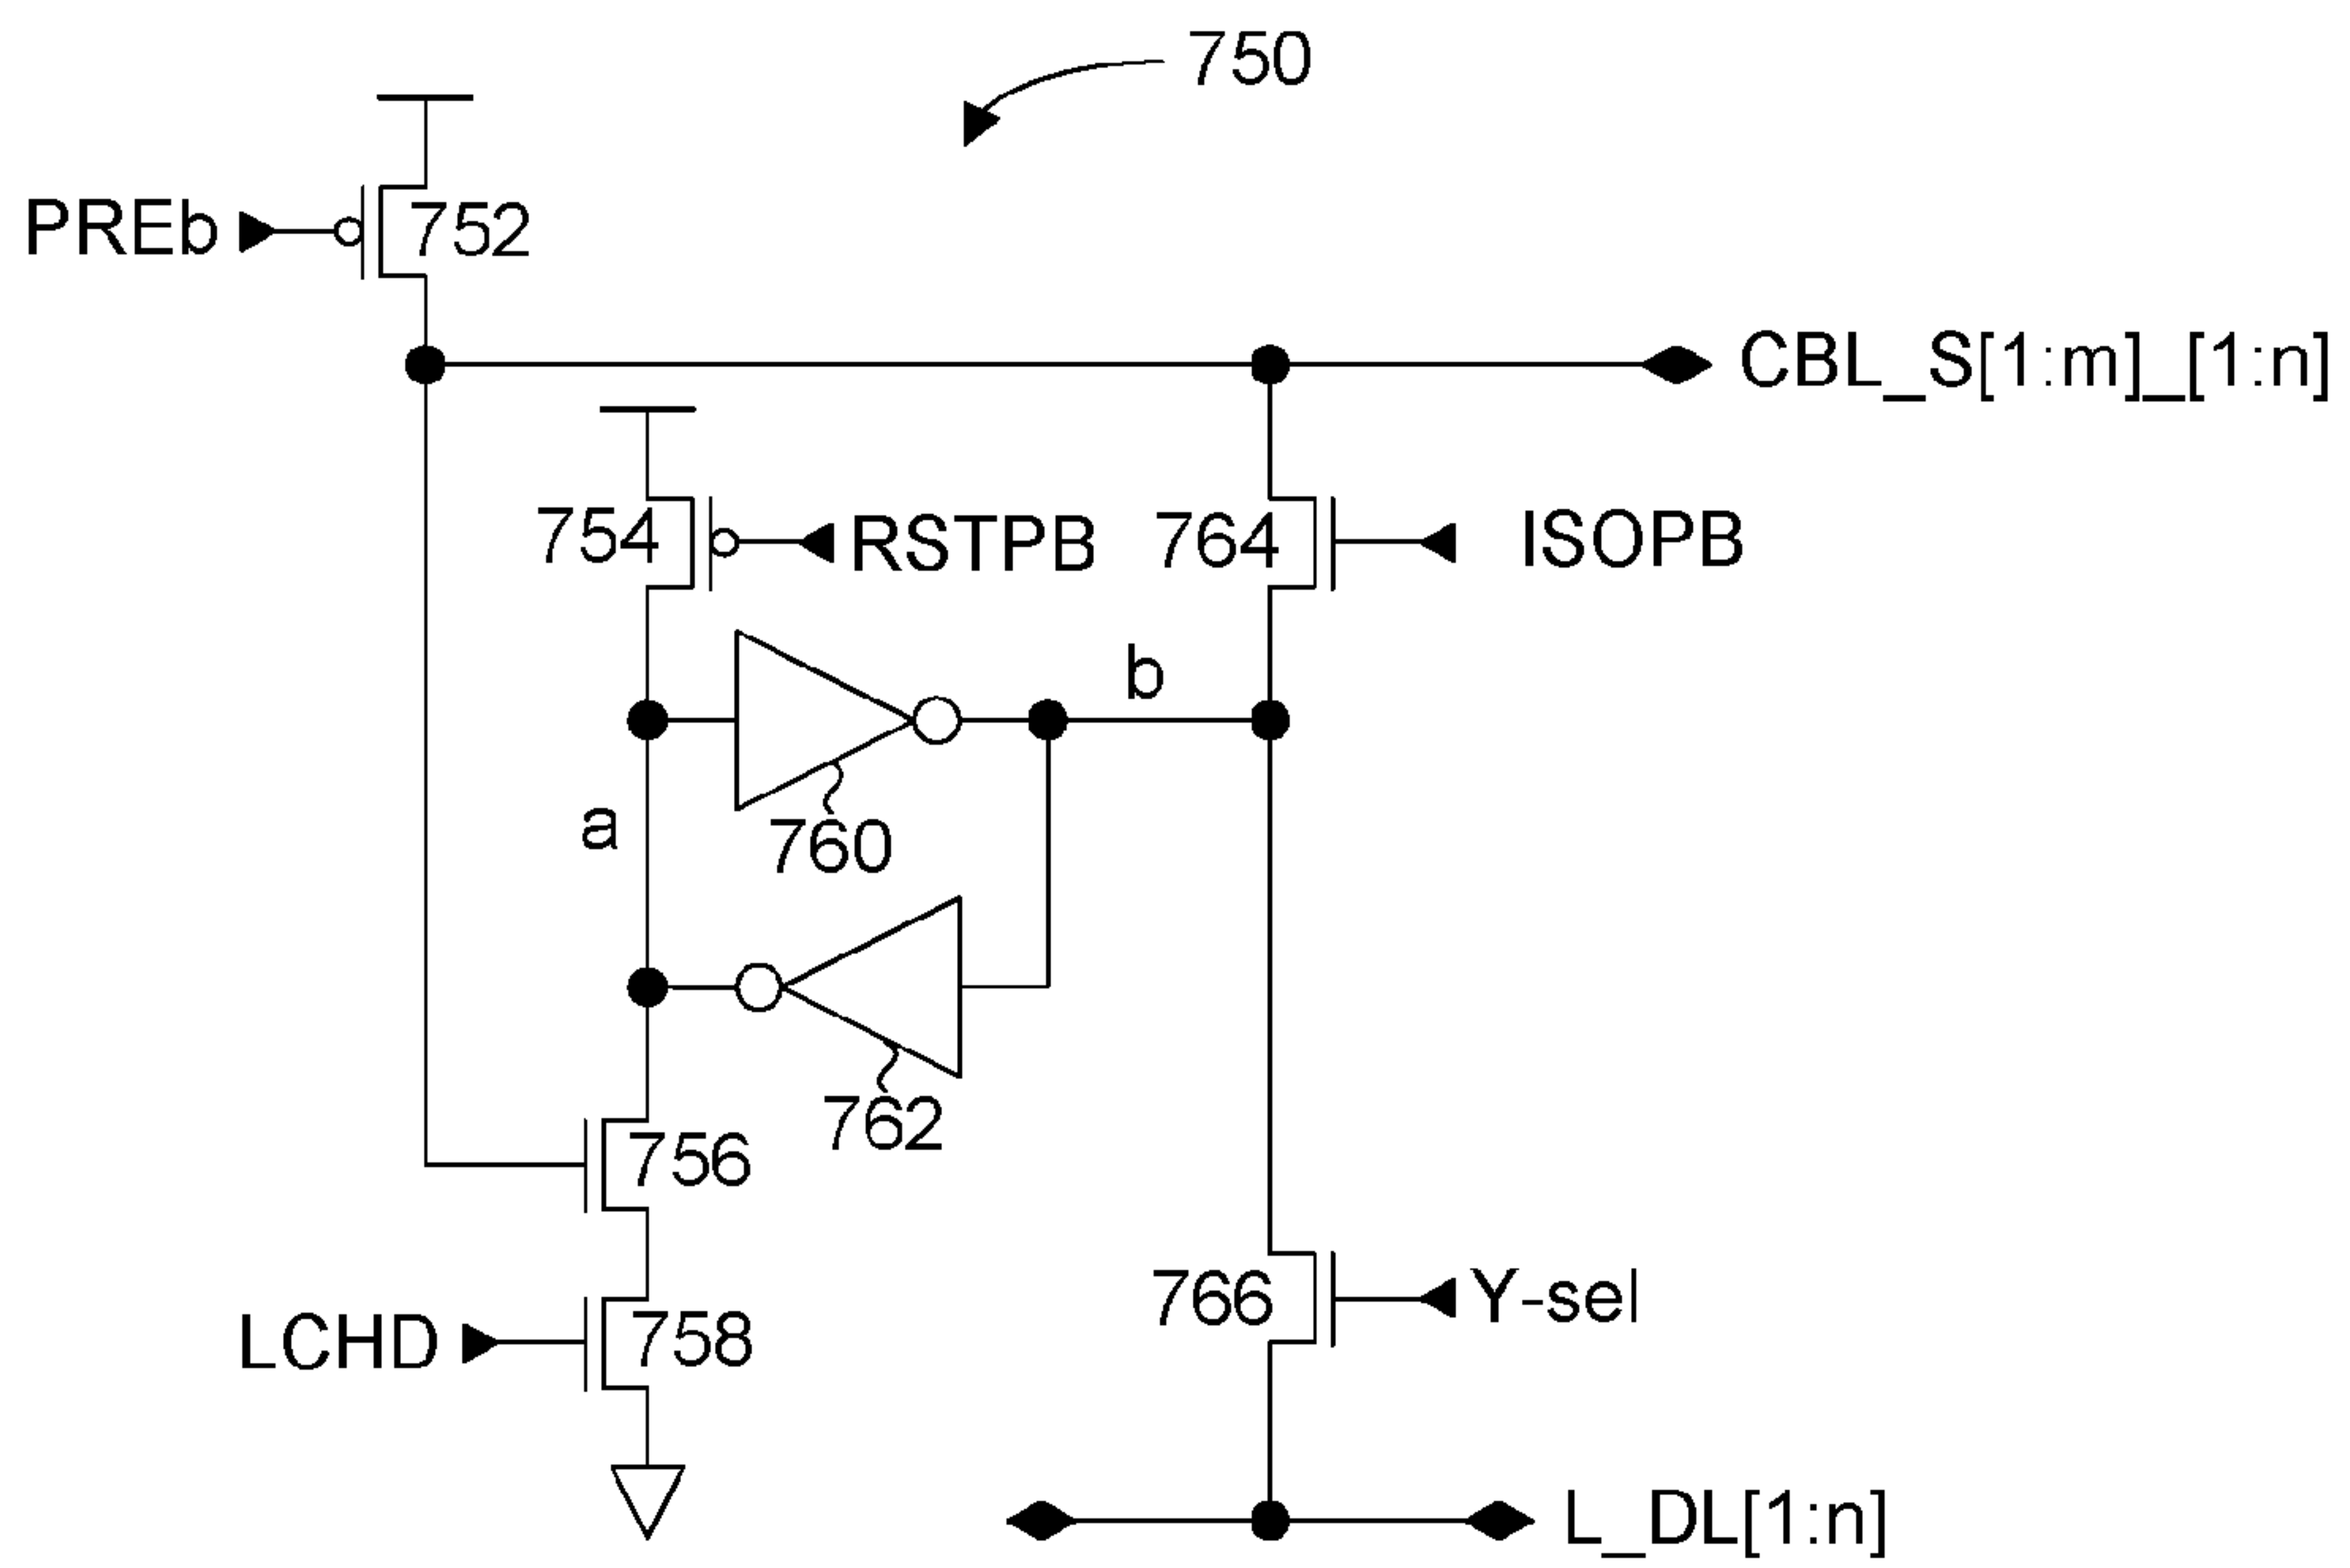 750
PREb
752
CBL_S[1:m]_[1:n]
754
RSTPB
764
ISOPB
b
a
760
762
756
LCHD
758
766
Y-sel
L_DL[1:n]